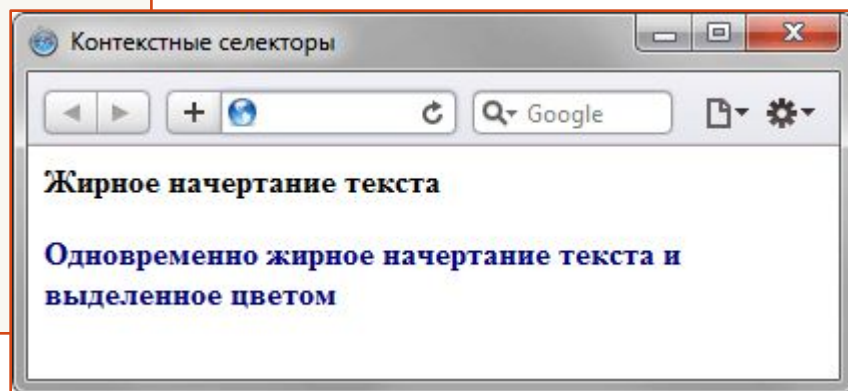 Контекстные селекторы
Google
Жирное начертание текста
Одновременно жирное начертание текста и
выделенное цветом